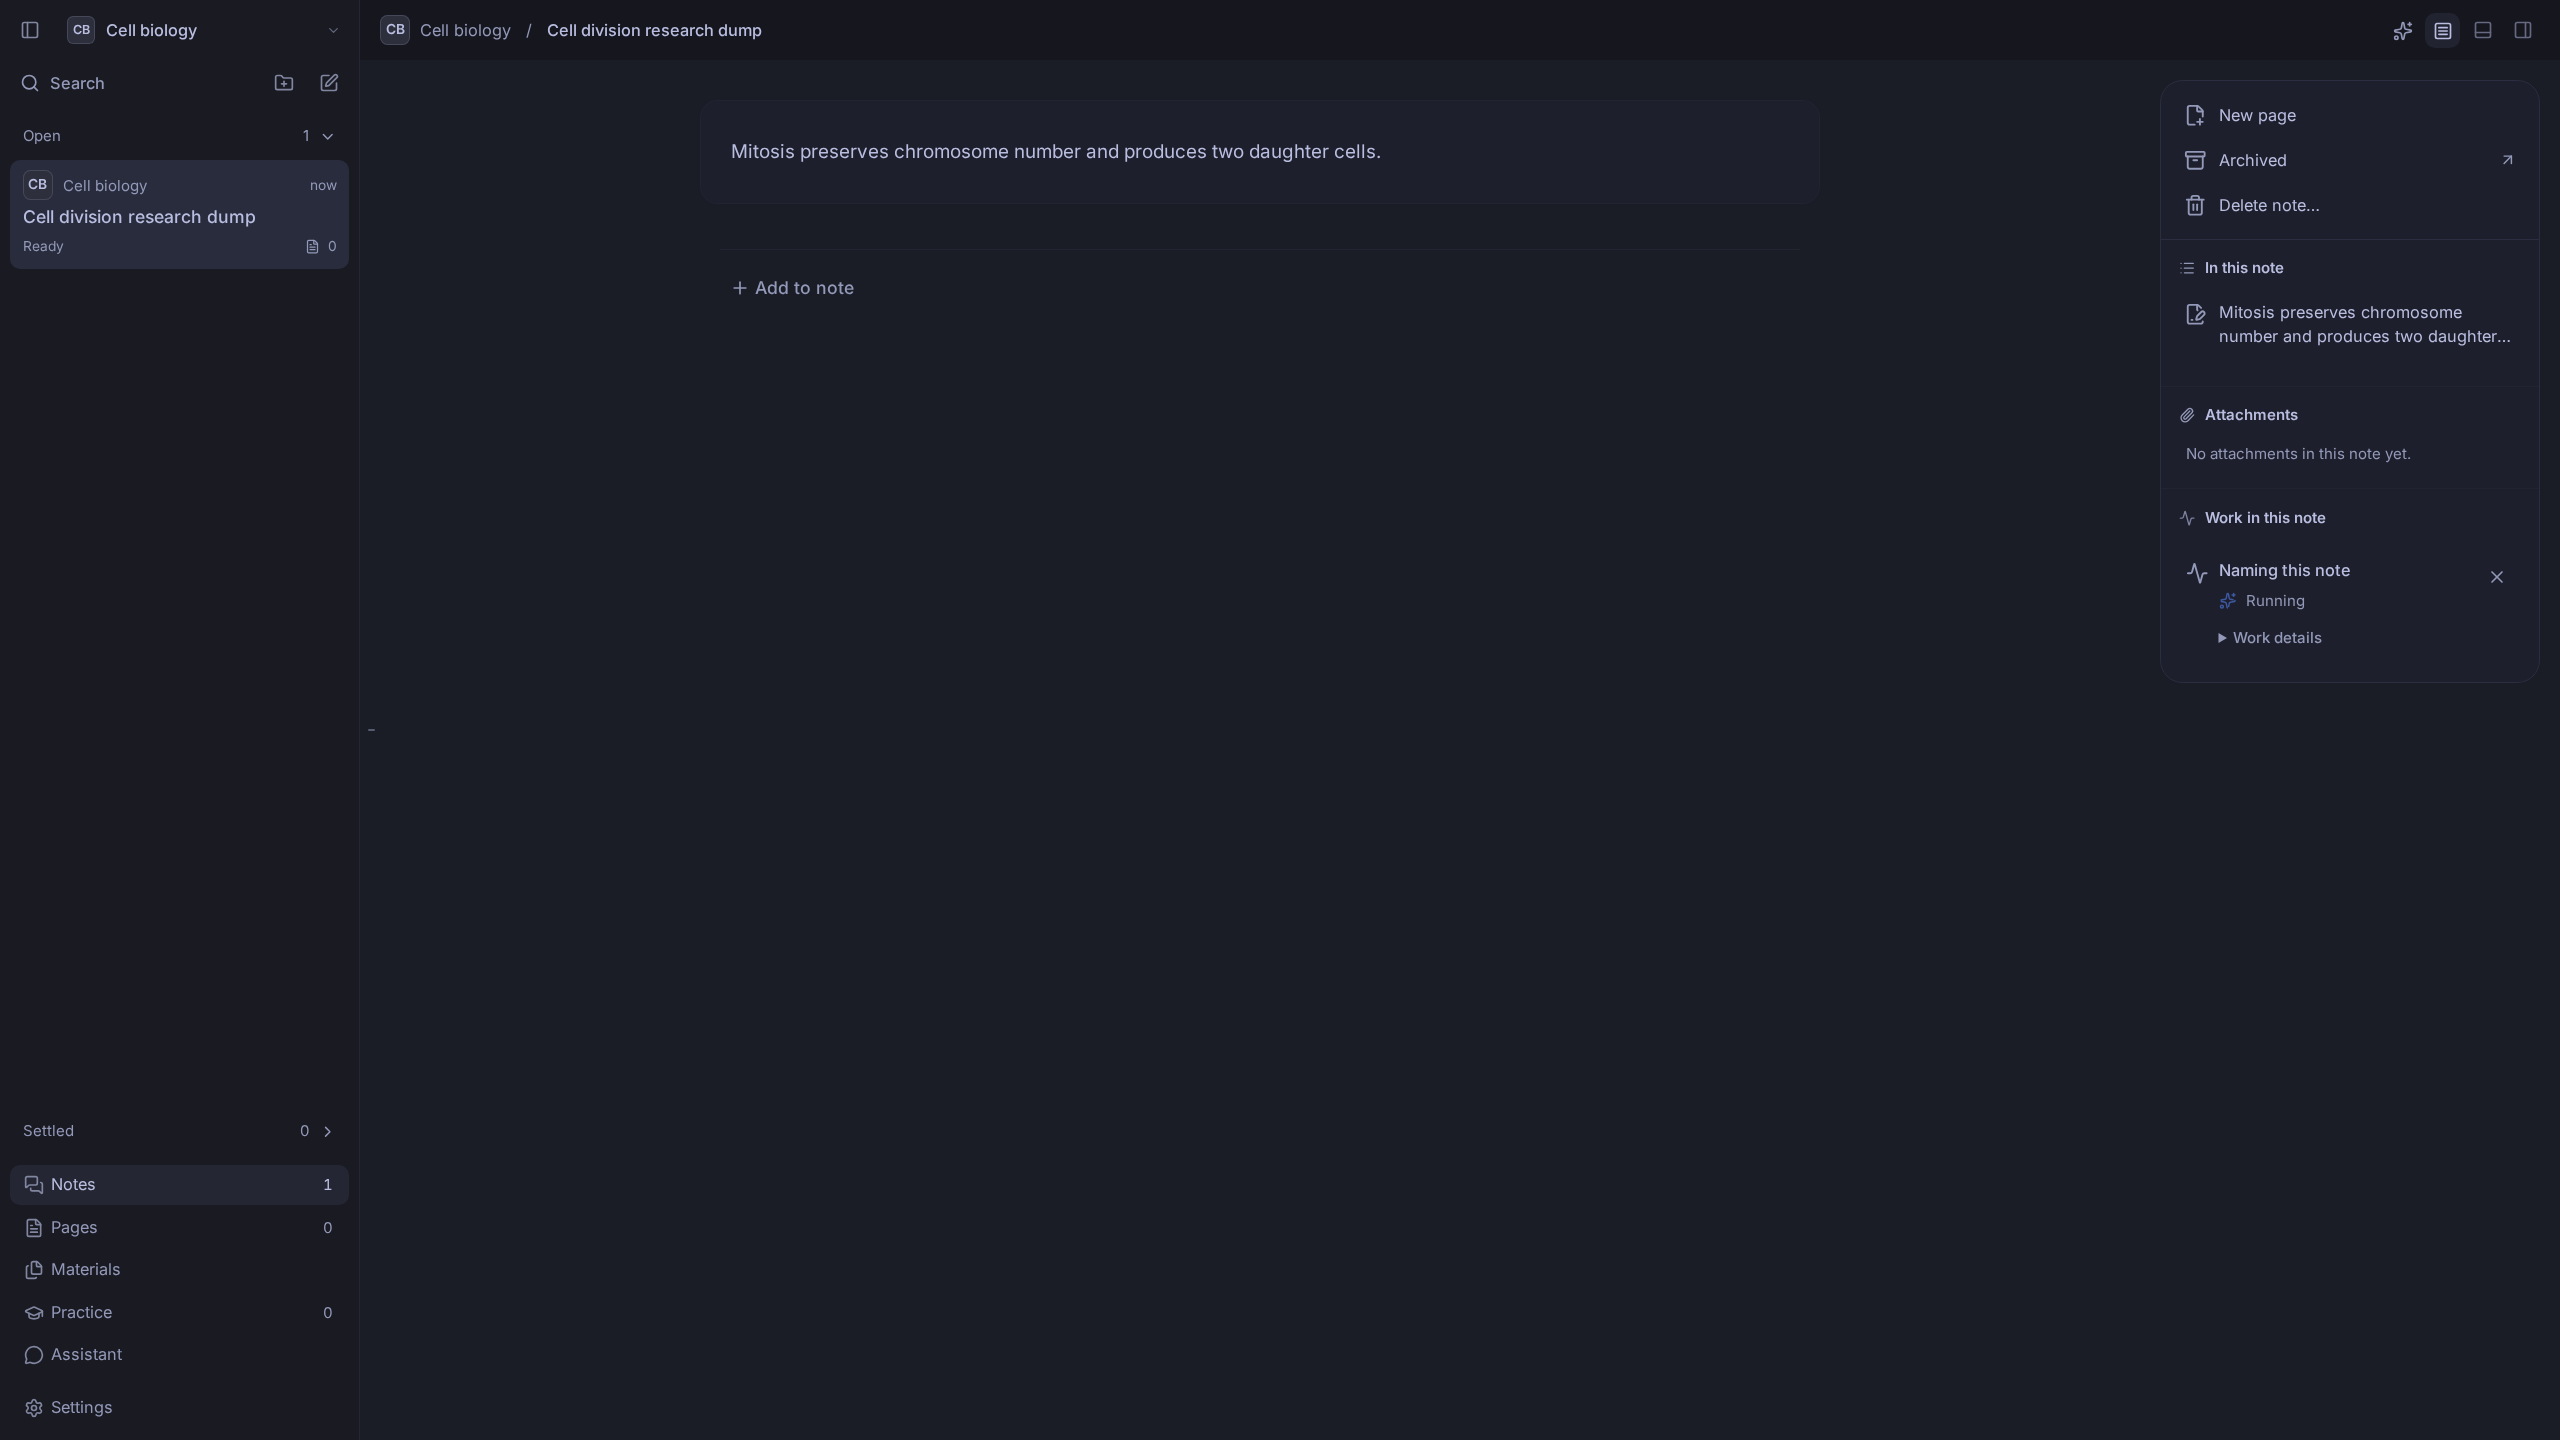 CB Cell biology
Search
Open 1
CB Cell biology now
Cell division research dump
Ready 0
Settled 0
Notes 1
Pages 0
Materials
Practice 0
Assistant
Settings
CB Cell biology / Cell division research dump
Mitosis preserves chromosome number and produces two daughter cells.
Add to note
New page
Archived
Delete note...
In this note
Mitosis preserves chromosome
number and produces two daughter...
Attachments
No attachments in this note yet.
Work in this note
Naming this note
Running
Work details